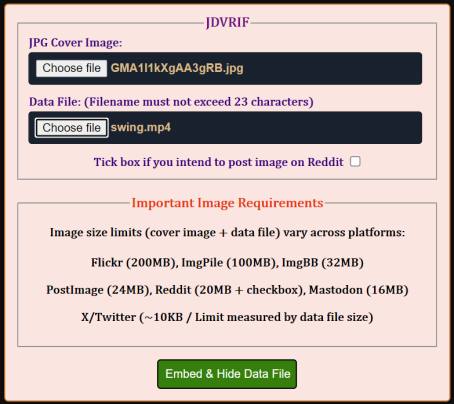 JDVRIF
JPG Cover Image:
Choose file GMA1I1kXgAA3gRB.jpg
Data File: (Filename must not exceed 23 characters)
Choose file swing.mp4
Tick box if you intend to post image on Reddit
Important Image Requirements
Image size limits (cover image + data file) vary across platforms:
Flickr (200MB), ImgPile (100MB), ImgBB (32MB)
PostImage (24MB), Reddit (20MB + checkbox), Mastodon (16MB)
X/Twitter (~10KB / Limit measured by data file size)
Embed & Hide Data File